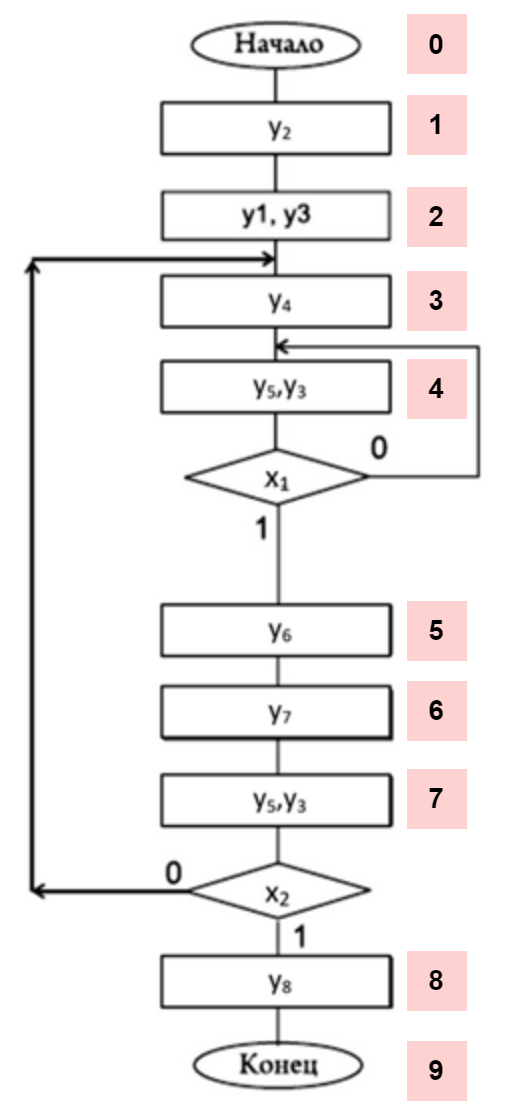 Начало 0
y₂ 1
y1, y3 2
y₄ 3
y₅,y₃ 4
0
x₁
1
y₆ 5
y₇ 6
y₅,y₃ 7
0
x₂
1
y₈ 8
Конец 9